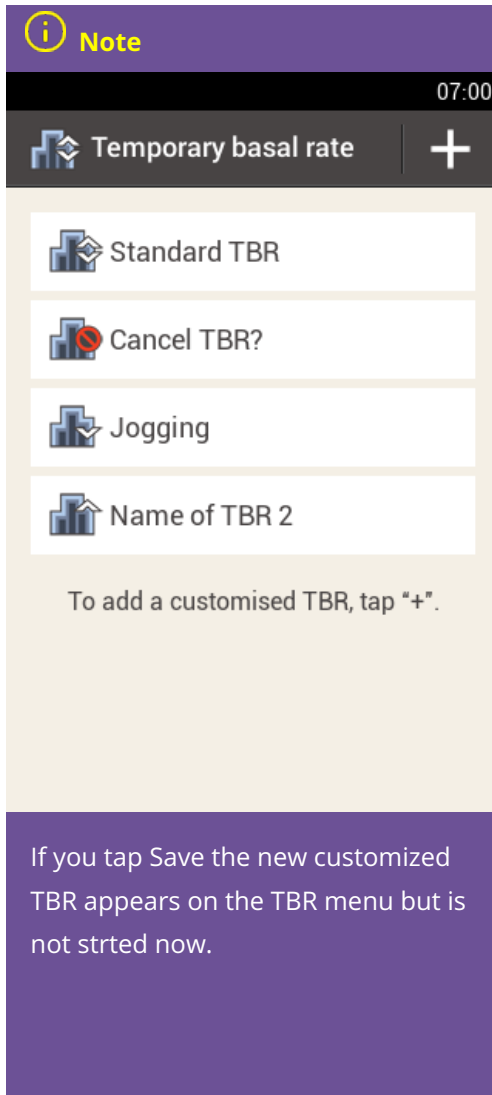 Note
07:00
Temporary basal rate
Standard TBR
Cancel TBR?
Jogging
Name of TBR 2
To add a customised TBR, tap “+”.
If you tap Save the new customized
TBR appears on the TBR menu but is
not strted now.